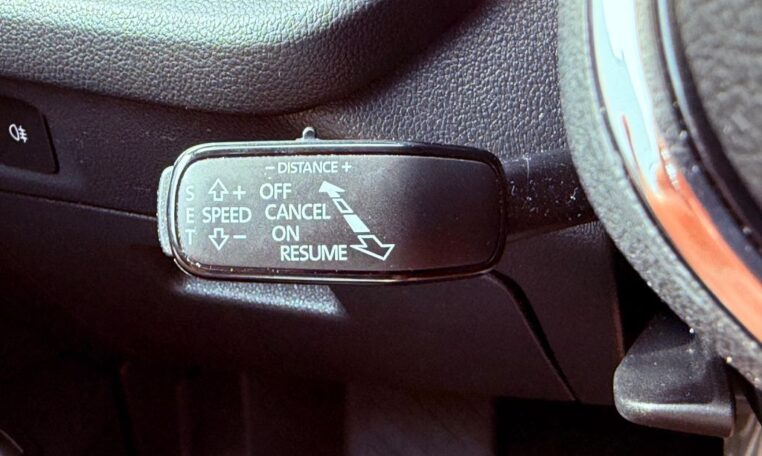 − DISTANCE +
S + OFF
E SPEED CANCEL
T − ON
RESUME